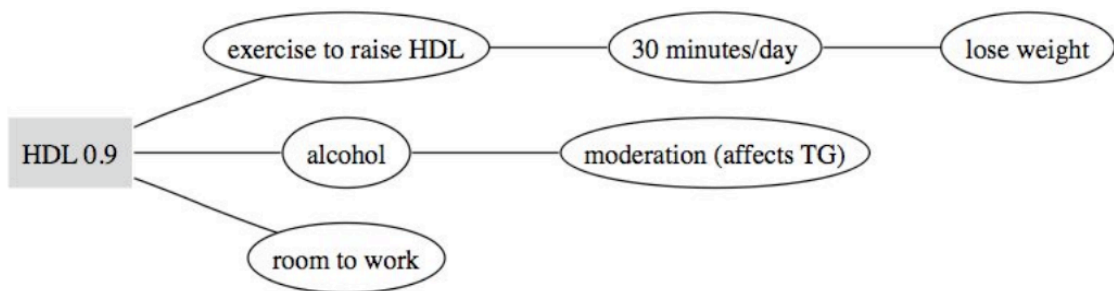 exercise to raise HDL
30 minutes/day
lose weight
HDL 0.9
alcohol
moderation (affects TG)
room to work